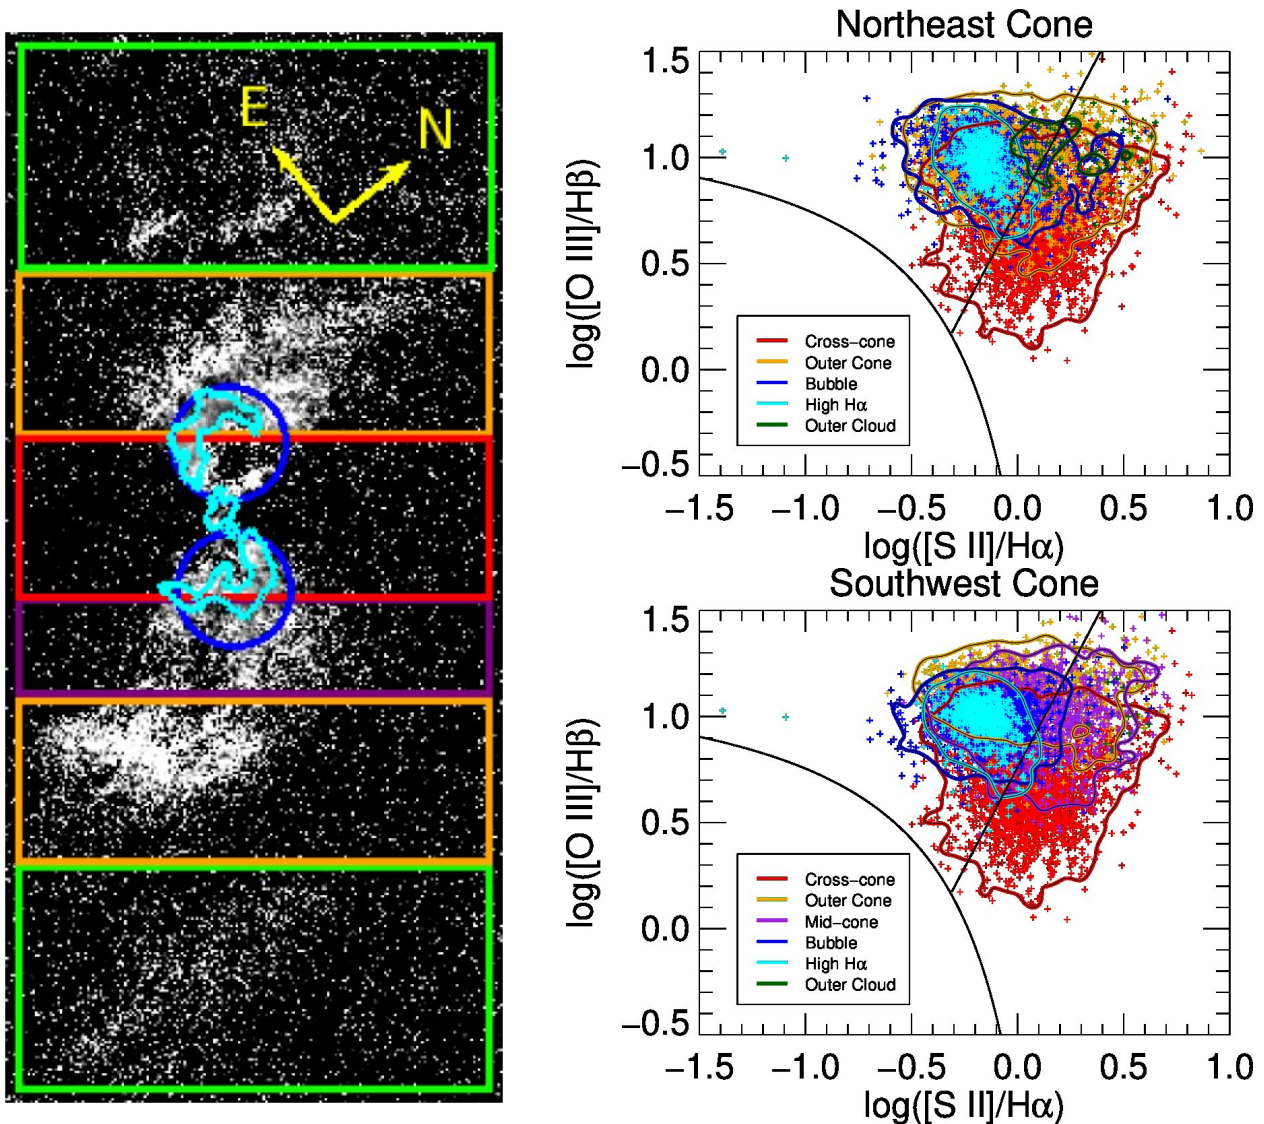 E
N
Northeast Cone
1.5
1.0
0.5
0.0
−0.5
log([O III]/Hβ)
Cross−cone
Outer Cone
Bubble
High Hα
Outer Cloud
−1.5 −1.0 −0.5 0.0 0.5 1.0
log([S II]/Hα)
Southwest Cone
1.5
1.0
0.5
0.0
−0.5
log([O III]/Hβ)
Cross−cone
Outer Cone
Mid−cone
Bubble
High Hα
Outer Cloud
−1.5 −1.0 −0.5 0.0 0.5 1.0
log([S II]/Hα)